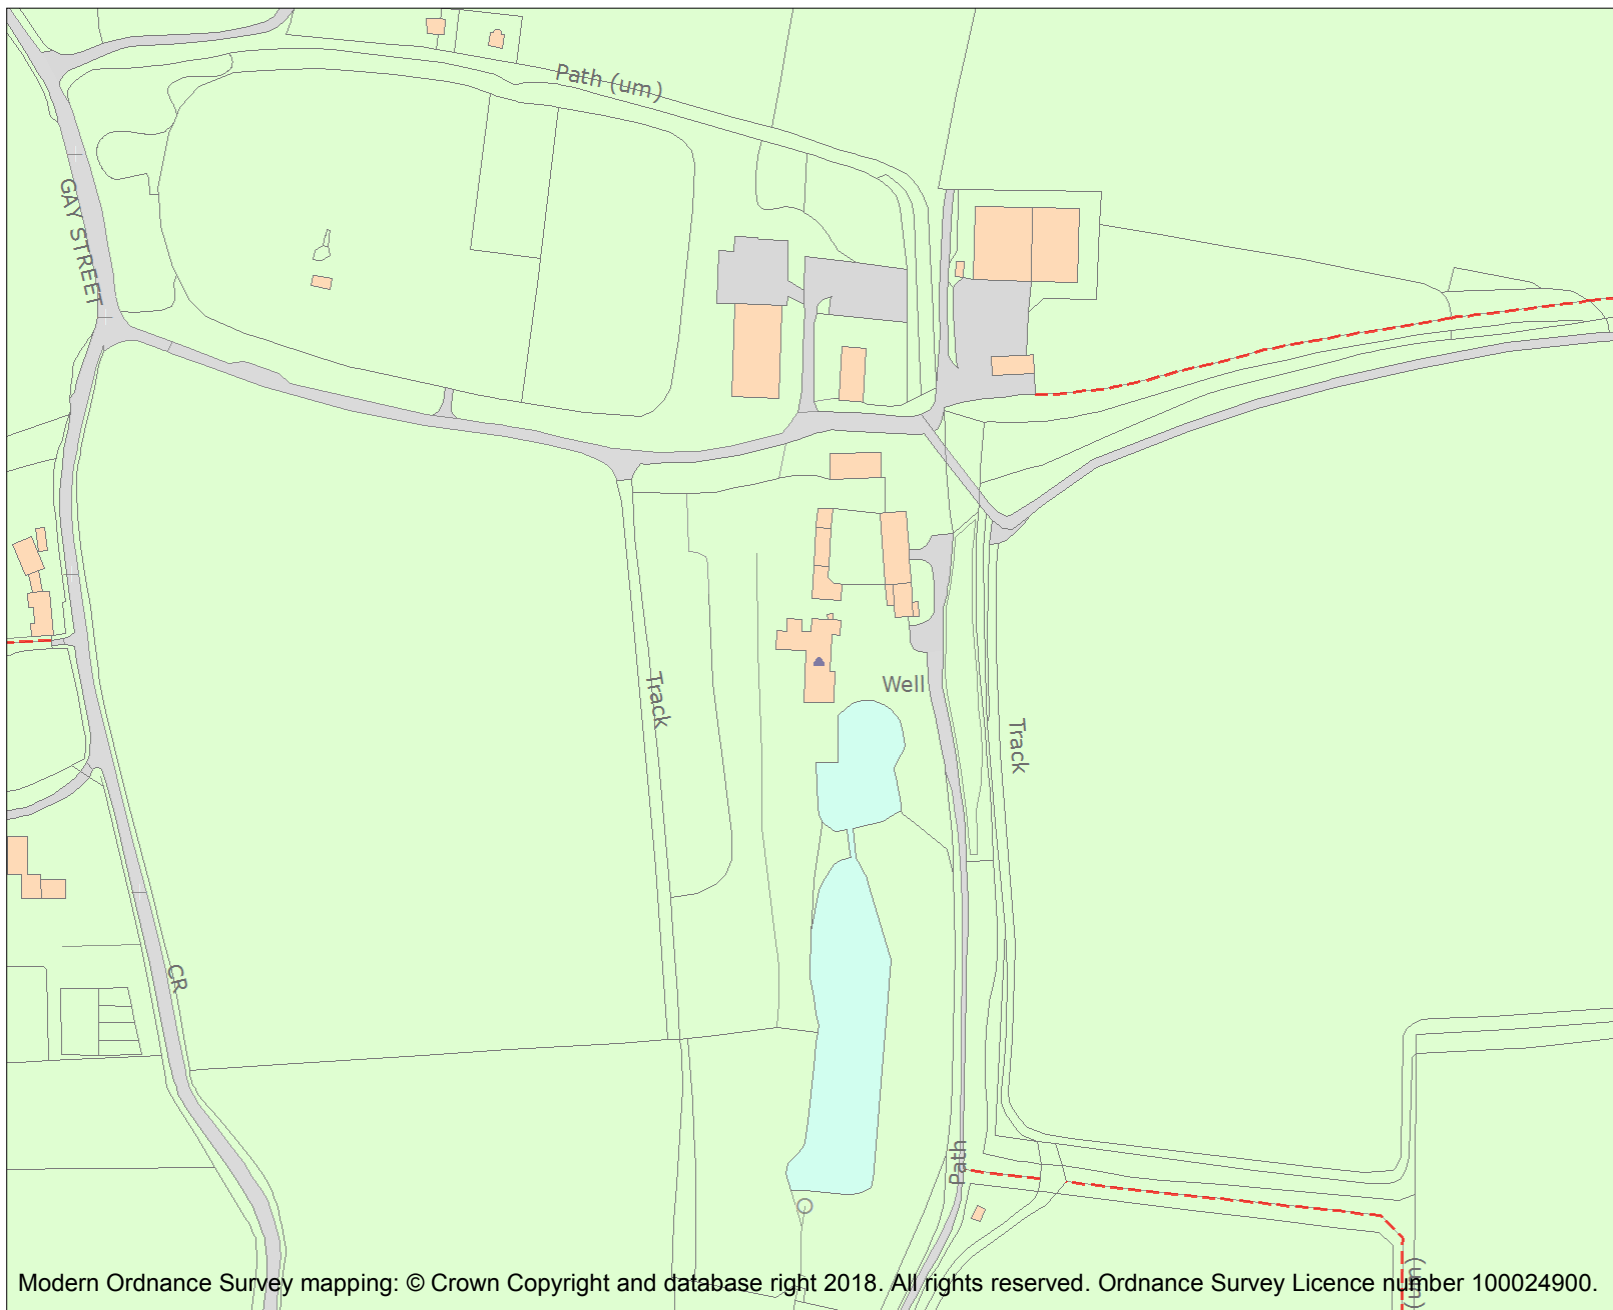 Path (um)
GAY STREET
Track
Well
Track
CR
Path
(um)
Modern Ordnance Survey mapping: © Crown Copyright and database right 2018. All rights reserved. Ordnance Survey Licence number 100024900.